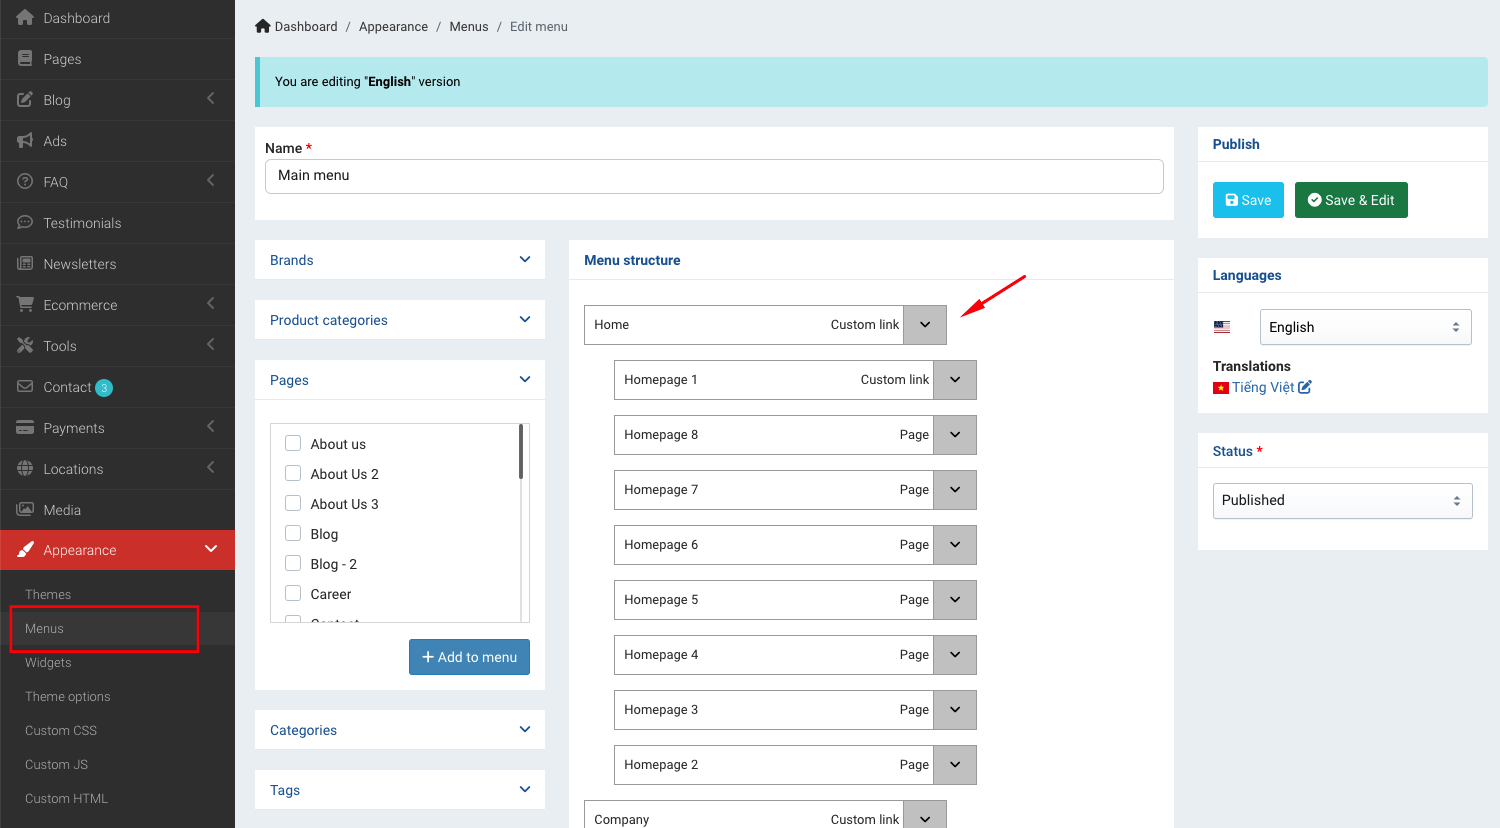 Dashboard
Pages
Blog
Ads
FAQ
Testimonials
Newsletters
Ecommerce
Tools
Contact 3
Payments
Locations
Media
Appearance
Themes
Menus
Widgets
Theme options
Custom CSS
Custom JS
Custom HTML
Dashboard / Appearance / Menus / Edit menu
You are editing "English" version
Name *
Main menu
Brands
Product categories
Pages
About us
About Us 2
About Us 3
Blog
Blog - 2
Career
Contact
Add to menu
Categories
Tags
Menu structure
Home Custom link
Homepage 1 Custom link
Homepage 8 Page
Homepage 7 Page
Homepage 6 Page
Homepage 5 Page
Homepage 4 Page
Homepage 3 Page
Homepage 2 Page
Company Custom link
Publish
Save Save & Edit
Languages
English
Translations
Tiếng Việt
Status *
Published